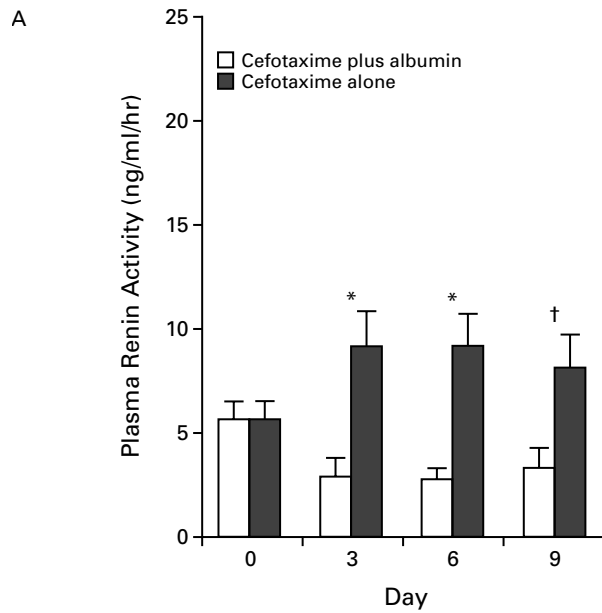 A
25
Cefotaxime plus albumin
Cefotaxime alone
20
15
10
5
0
Plasma Renin Activity (ng/ml/hr)
* * †
0 3 6 9
Day